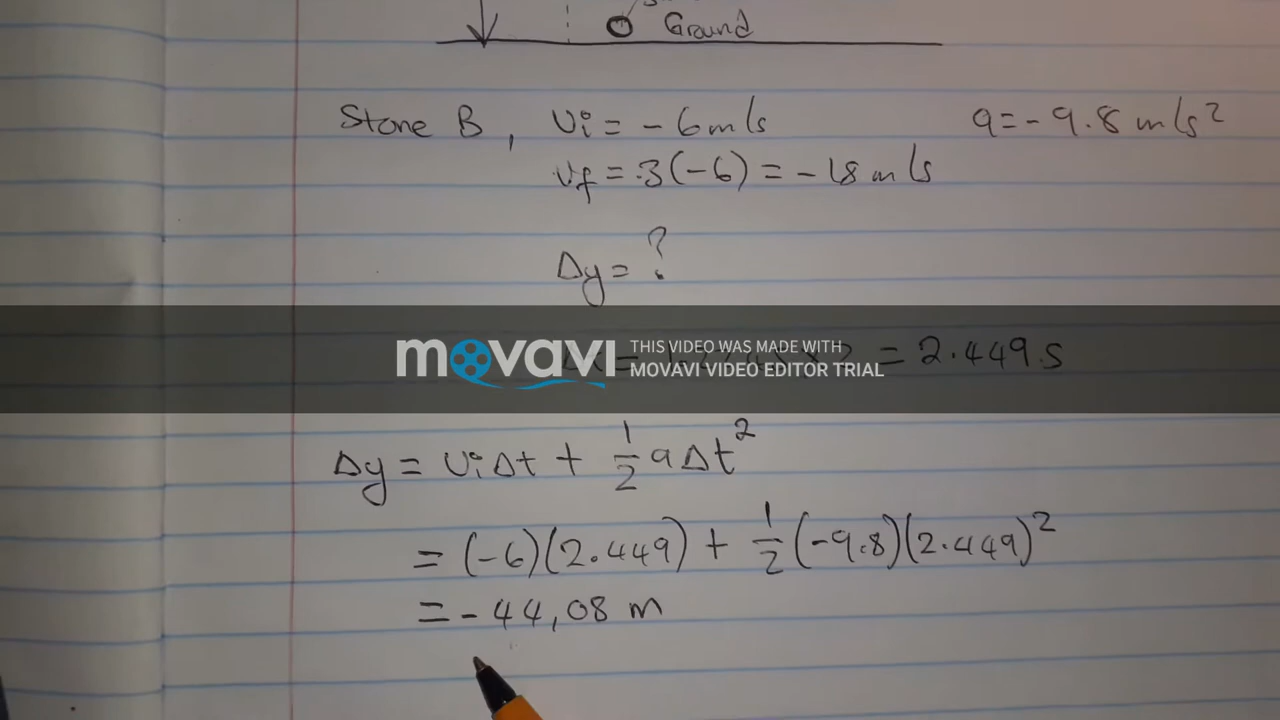 Ground
Stone B, Vi = -6 m/s a = -9.8 m/s²
Vf = 3(-6) = -18 m/s
Δy = ?
movavi THIS VIDEO WAS MADE WITH
MOVAVI VIDEO EDITOR TRIAL
= 2.449 s
Δy = ViΔt + 1/2 aΔt²
= (-6)(2.449) + 1/2 (-9.8)(2.449)²
= -44,08 m